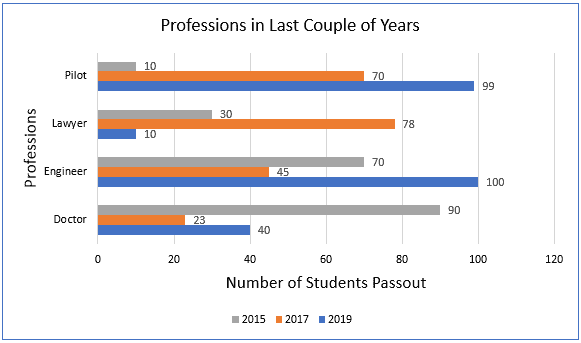 Professions in Last Couple of Years
Professions
Pilot
10
70
99
Lawyer
30
78
10
Engineer
70
45
100
Doctor
90
23
40
0 20 40 60 80 100 120
Number of Students Passout
2015 2017 2019